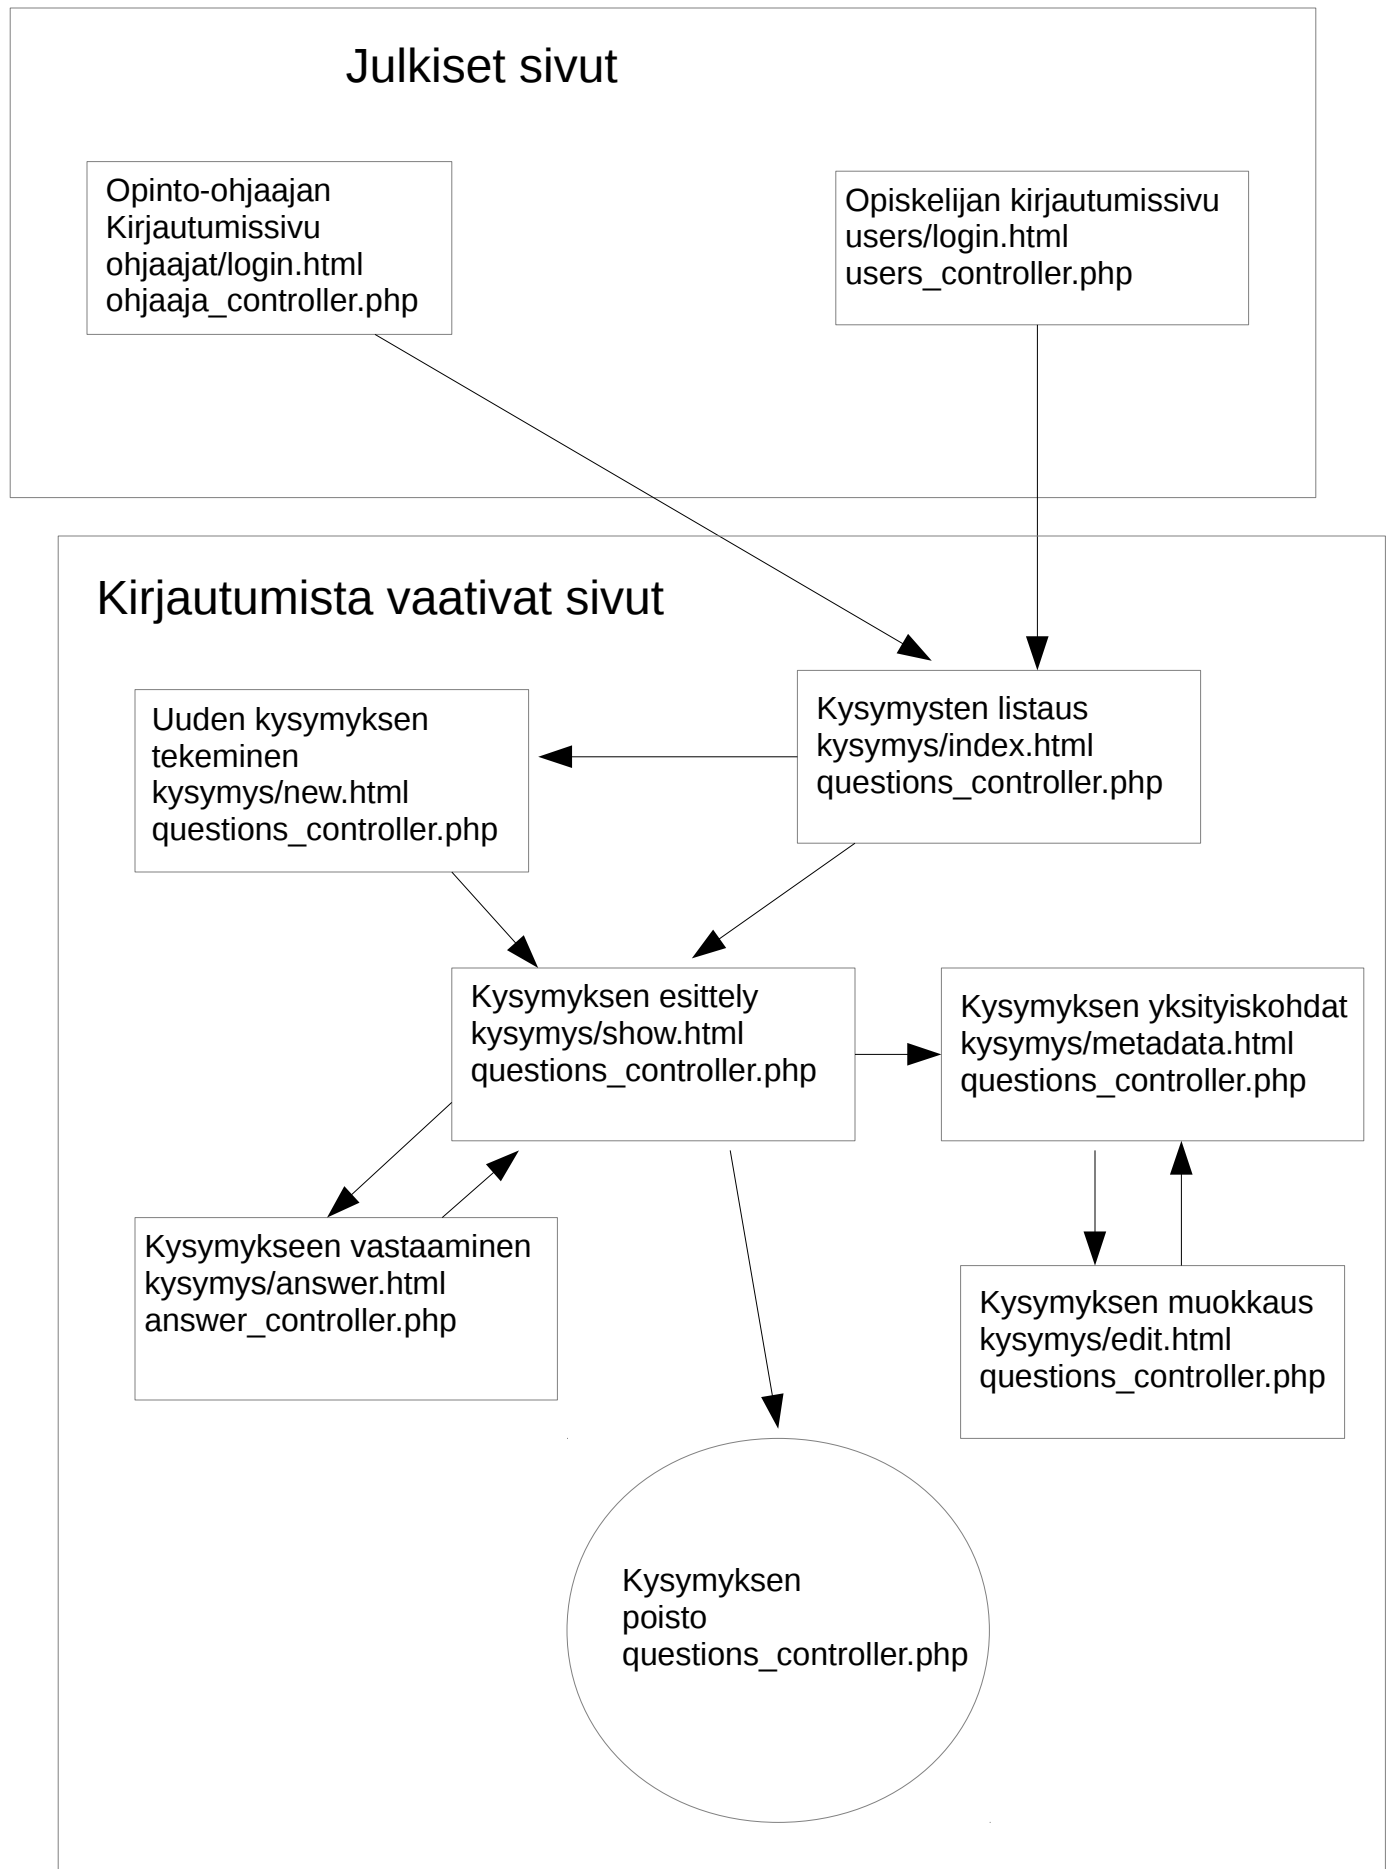 Julkiset sivut
Opinto-ohjaajan
Kirjautumissivu
ohjaajat/login.html
ohjaaja_controller.php
Opiskelijan kirjautumissivu
users/login.html
users_controller.php
Kirjautumista vaativat sivut
Uuden kysymyksen
tekeminen
kysymys/new.html
questions_controller.php
Kysymysten listaus
kysymys/index.html
questions_controller.php
Kysymyksen esittely
kysymys/show.html
questions_controller.php
Kysymyksen yksityiskohdat
kysymys/metadata.html
questions_controller.php
Kysymykseen vastaaminen
kysymys/answer.html
answer_controller.php
Kysymyksen muokkaus
kysymys/edit.html
questions_controller.php
Kysymyksen
poisto
questions_controller.php